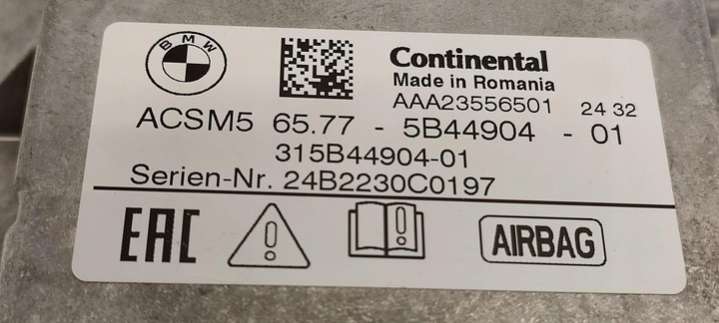 BMW
Continental
Made in Romania
AAA23556501 24 32
ACSM5 65.77 - 5B44904 - 01
315B44904-01
Serien-Nr. 24B2230C0197
EAC AIRBAG